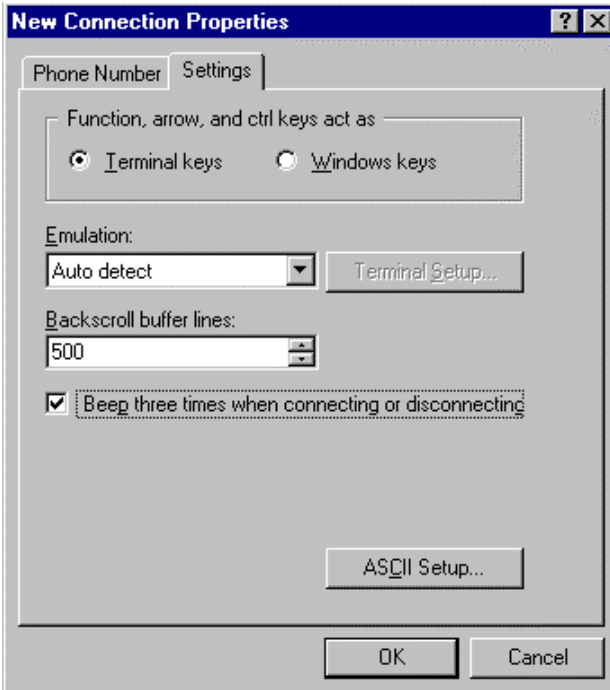 New Connection Properties
Phone Number Settings
Function, arrow, and ctrl keys act as
Terminal keys Windows keys
Emulation:
Auto detect Terminal Setup...
Backscroll buffer lines:
500
Beep three times when connecting or disconnecting
ASCII Setup...
OK Cancel